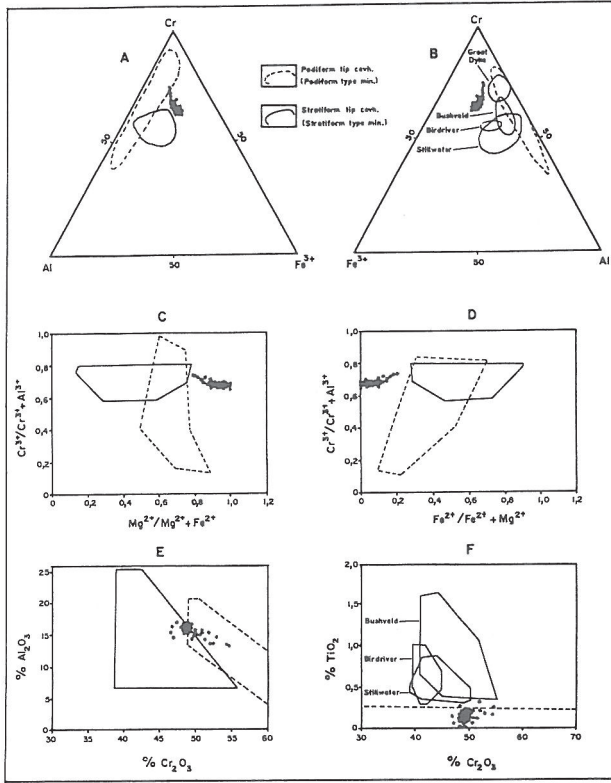 Cr
A
Podiform tip cevh.
(Podiform type min.)
Stratiform tip cevh.
(Stratiform type min.)
50
50
Al
50
Fe3+
Cr
B
Great
Dyke
Bushveld
Birdriver
Stillwater
50
50
Fe3+
50
Al
C
Cr3+/Cr3+ + Al3+
1,0
0,8
0,6
0,4
0,2
0
0,2
0,4
0,6
0,8
1,0
1,2
Mg2+/Mg2+ + Fe2+
D
Cr3+/Cr3+ + Al3+
1,0
0,8
0,6
0,4
0,2
0
0,2
0,4
0,6
0,8
1,0
1,2
Fe2+/Fe2+ + Mg2+
E
% Al2O3
25
20
15
10
5
0
30
35
40
45
50
55
60
% Cr2O3
F
% TiO2
2,0
1,5
1,0
0,5
0
Bushveld
Birdriver
Stillwater
30
40
50
60
70
% Cr2O3